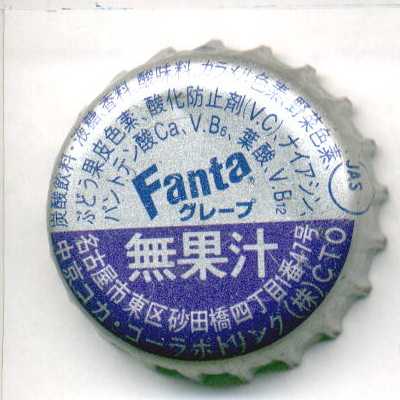 炭酸飲料・液糖、香料、酸味料、カラメル色素、野菜色素、
ぶどう果皮色素、酸化防止剤(V.C)、ナイアシン、
パントテン酸Ca、V.B6、葉酸、V.B12
JAS
Fanta
グレープ
無果汁
名古屋市東区砂田橋四丁目1番41号
中京コカ・コーラボトリング(株)C,TO